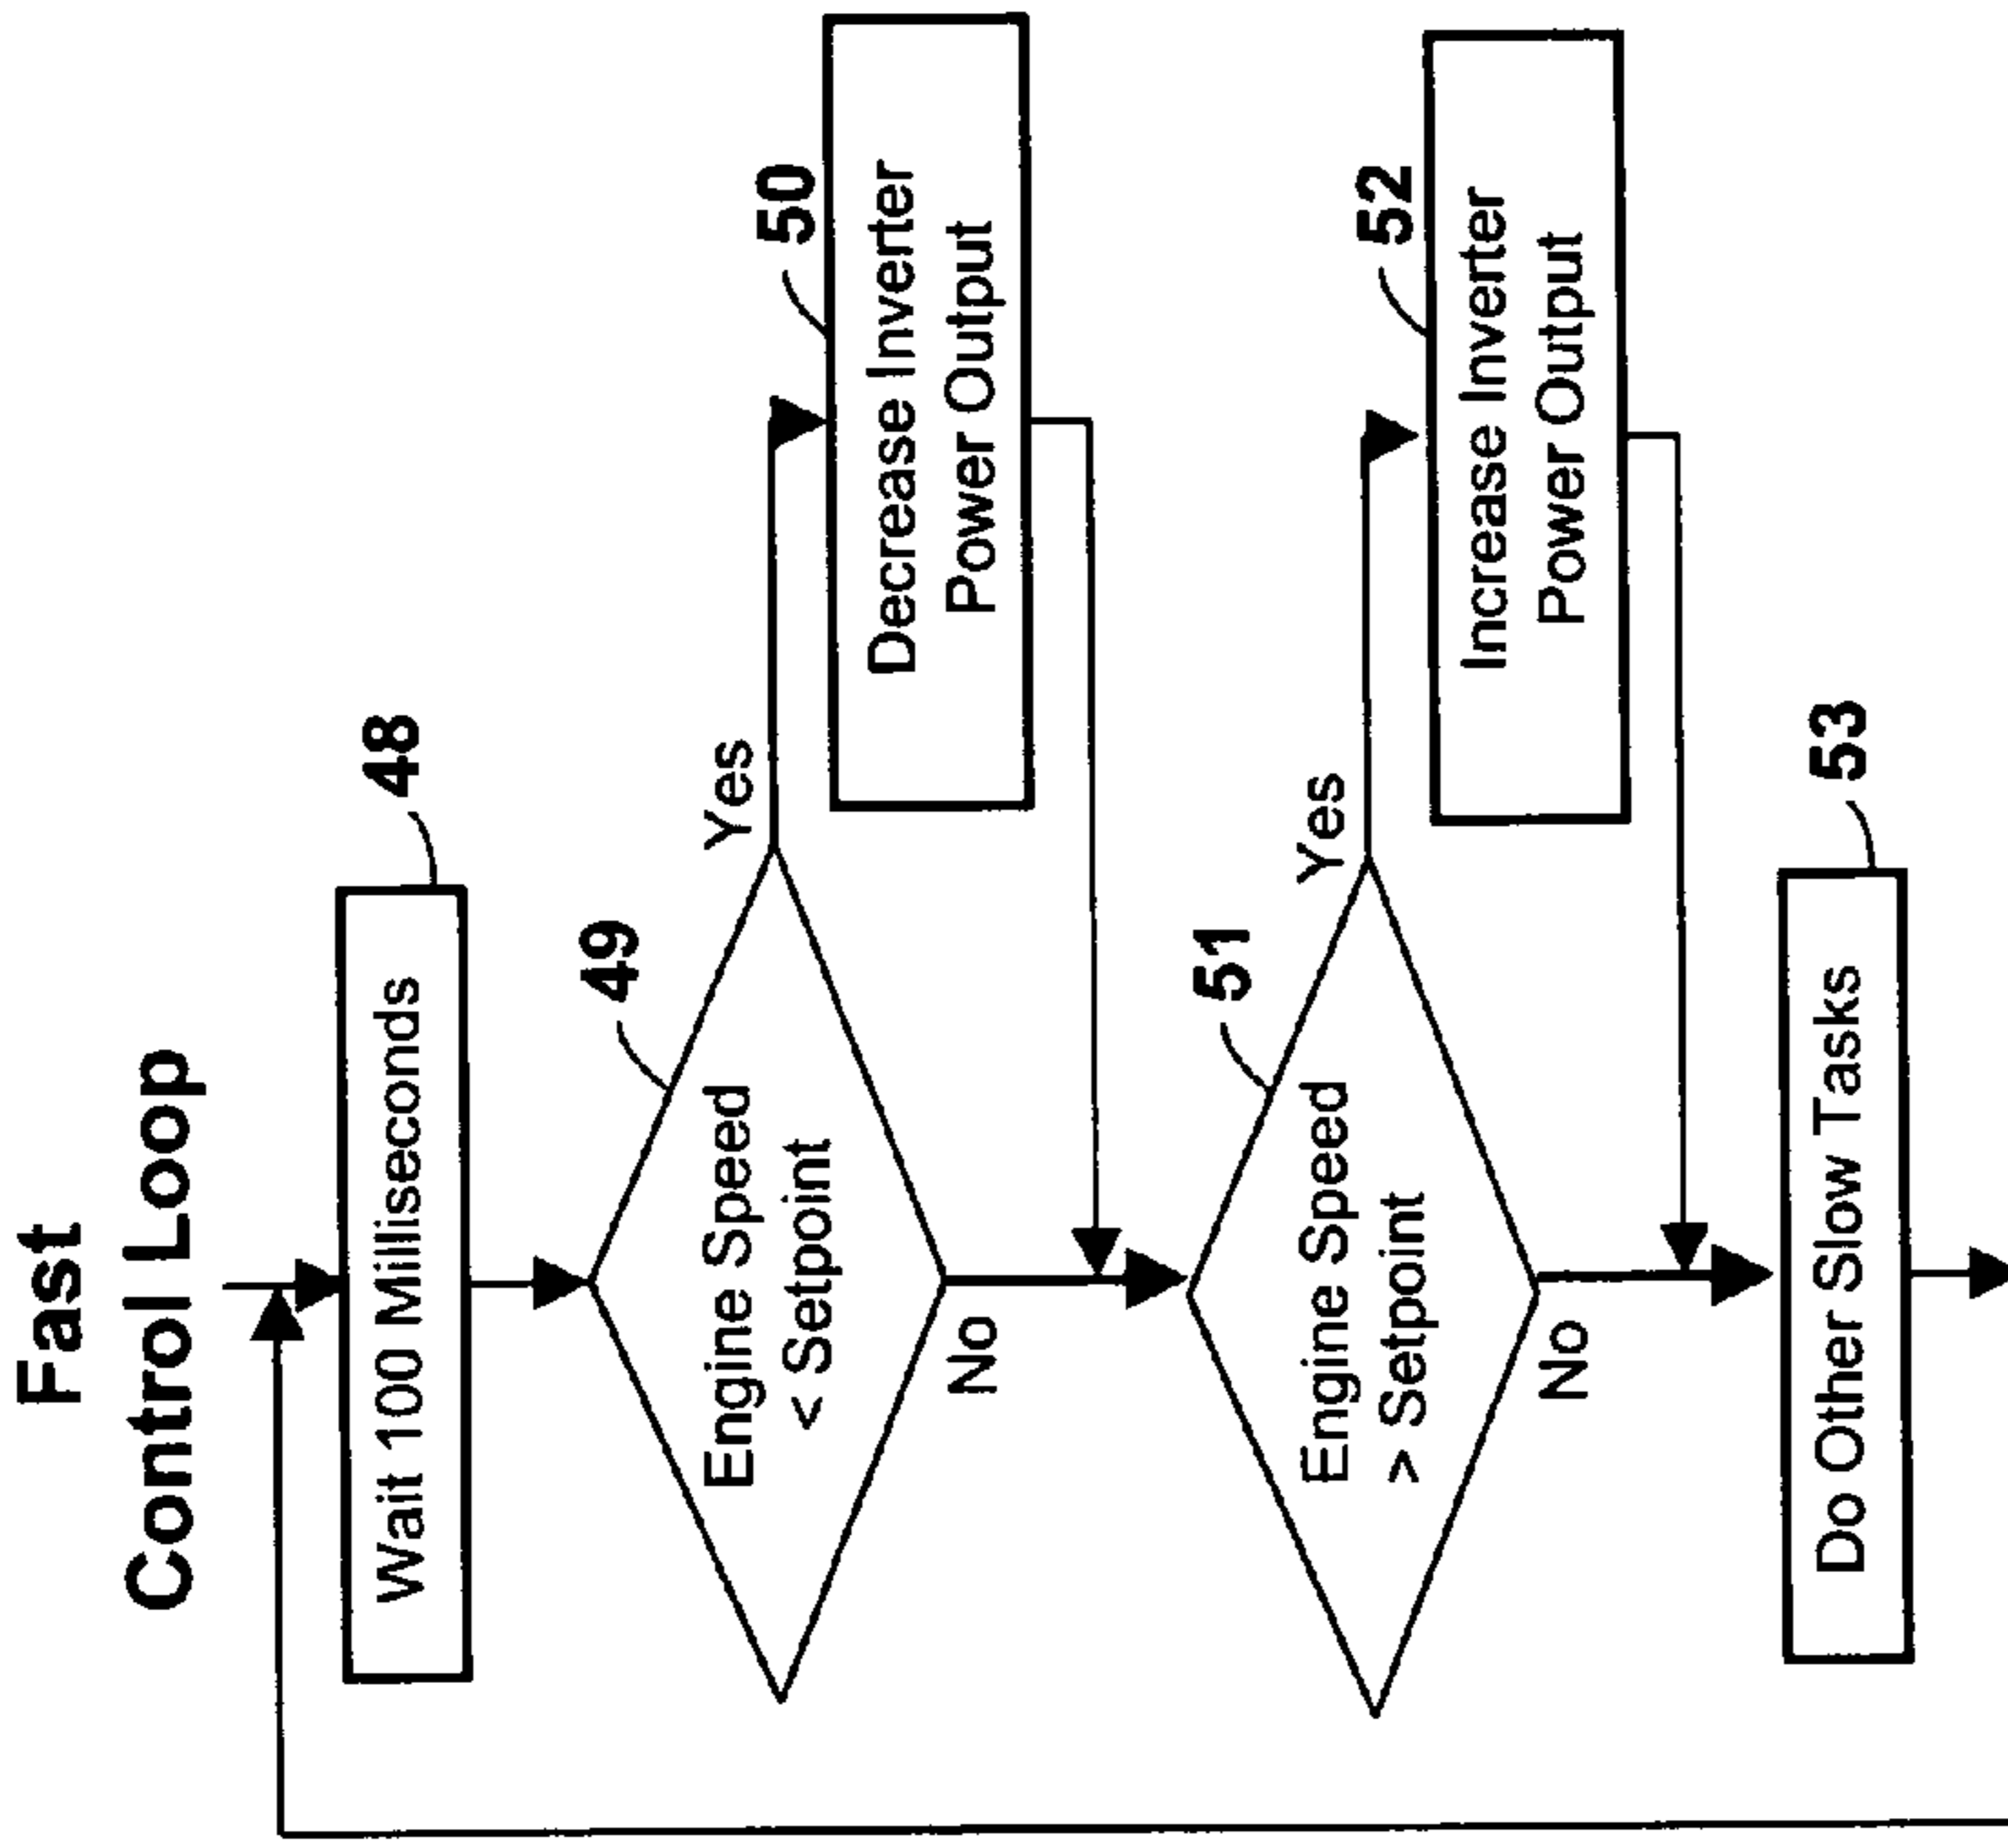 Fast
Control Loop
48
Wait 100 Milliseconds
49
Engine Speed
< Setpoint
Yes
No
50
Decrease Inverter
Power Output
51
Engine Speed
> Setpoint
Yes
No
52
Increase Inverter
Power Output
53
Do Other Slow Tasks